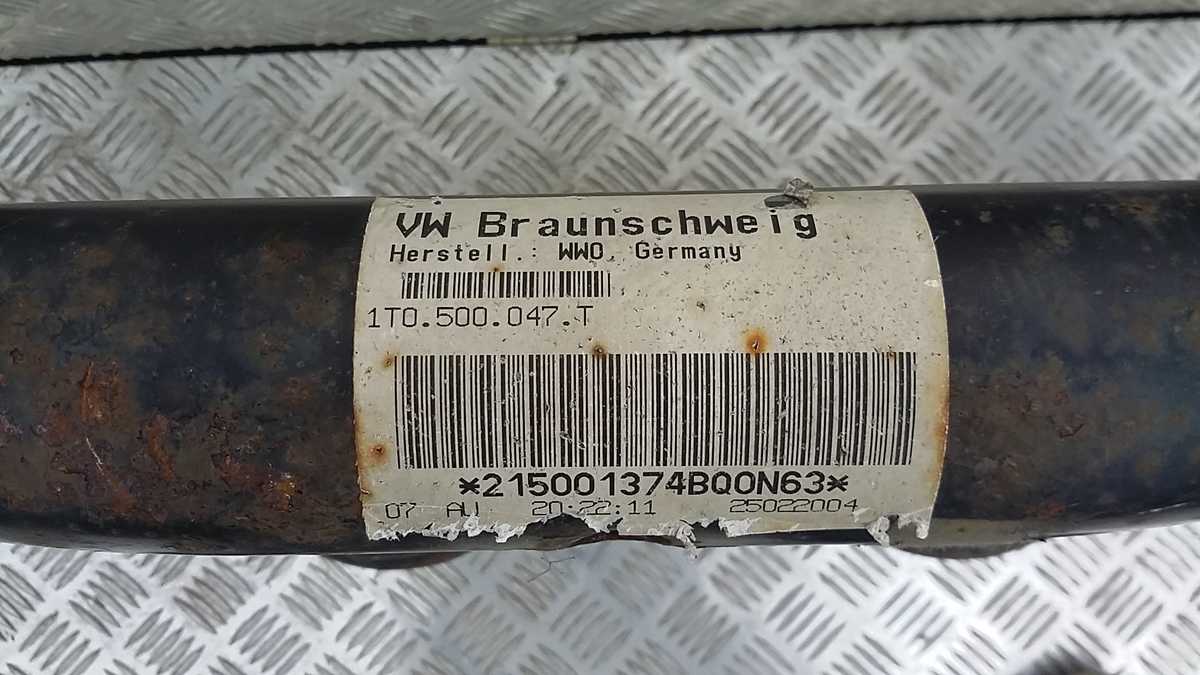 VW Braunschweig
Herstell.: WWO, Germany
1T0.500.047.T
*215001374BQ0N63*
07 AU 20:22:11 25022004